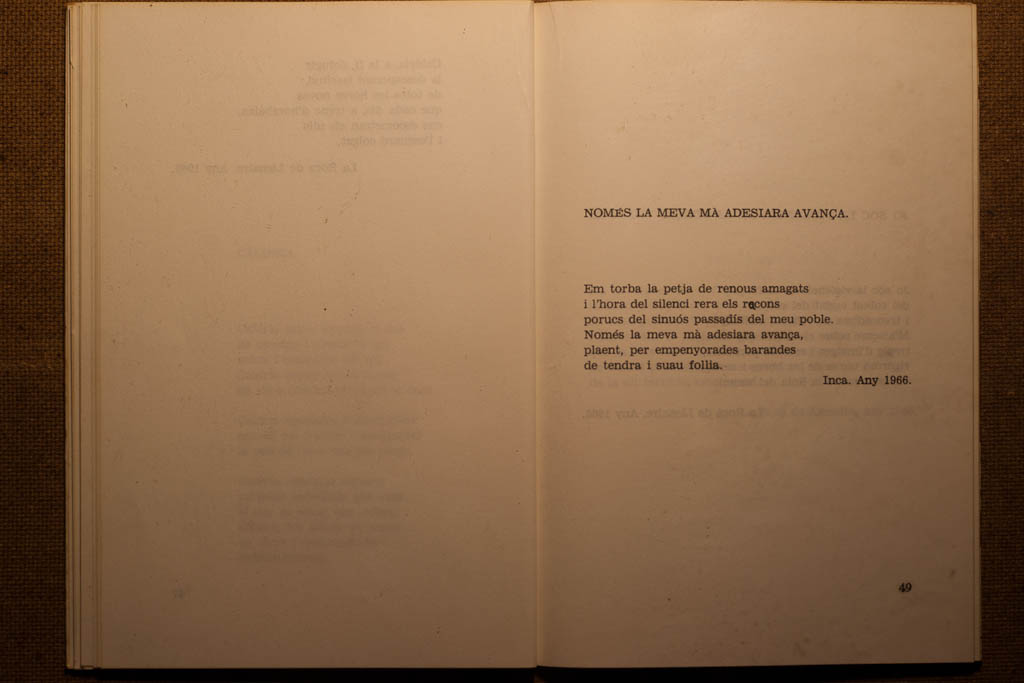 NOMÉS LA MEVA MÀ ADESIARA AVANÇA.
Em torba la petja de renous amagats
i l'hora del silenci rera els racons
porucs del sinuós passadís del meu poble.
Només la meva mà adesiara avança,
plaent, per empenyorades barandes
de tendra i suau follia.
Inca. Any 1966.
49